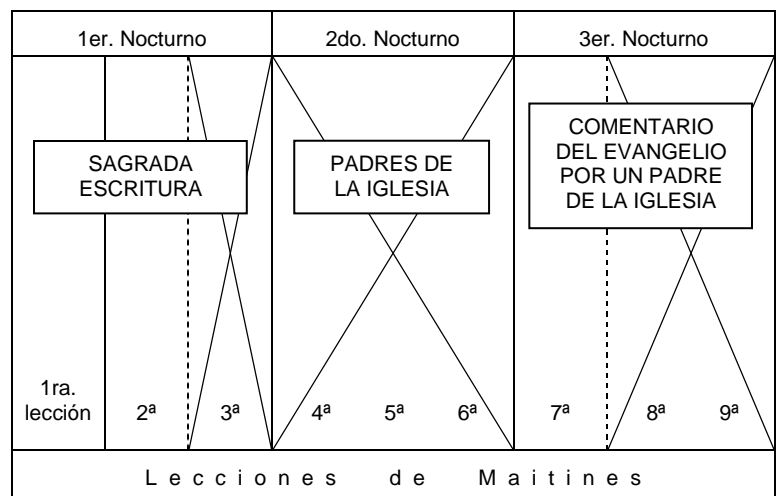 1er. Nocturno
2do. Nocturno
3er. Nocturno
SAGRADA
ESCRITURA
PADRES DE
LA IGLESIA
COMENTARIO
DEL EVANGELIO
POR UN PADRE
DE LA IGLESIA
1ra.
lección
2ª
3ª
4ª
5ª
6ª
7ª
8ª
9ª
Lecciones de Maitines